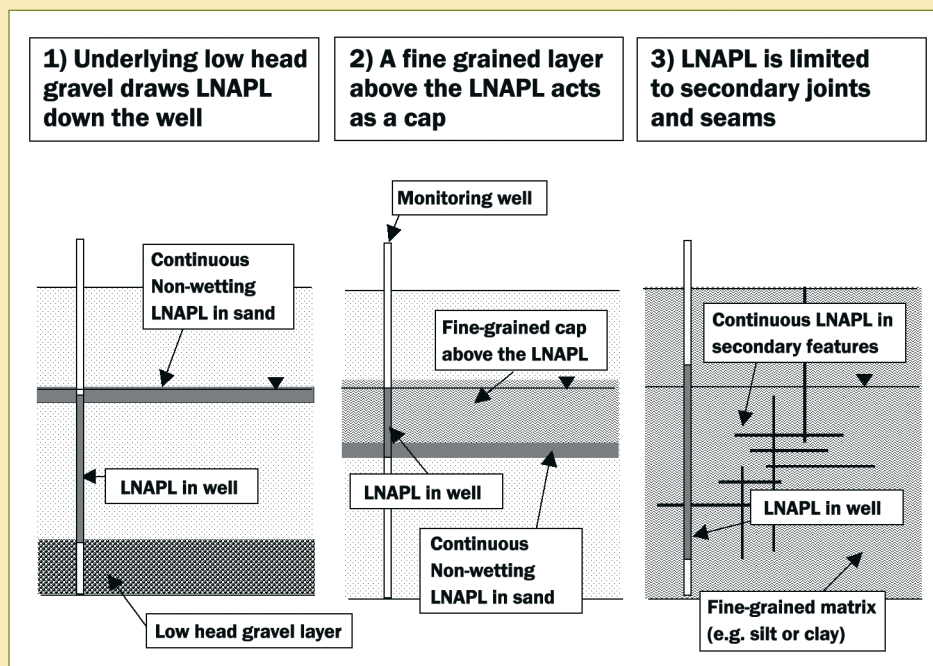 1) Underlying low head
gravel draws LNAPL
down the well
2) A fine grained layer
above the LNAPL acts
as a cap
3) LNAPL is limited
to secondary joints
and seams
Continuous
Non-wetting
LNAPL in sand
LNAPL in well
Low head gravel layer
Monitoring well
Fine-grained cap
above the LNAPL
LNAPL in well
Continuous
Non-wetting
LNAPL in sand
Continuous LNAPL in
secondary features
LNAPL in well
Fine-grained matrix
(e.g. silt or clay)